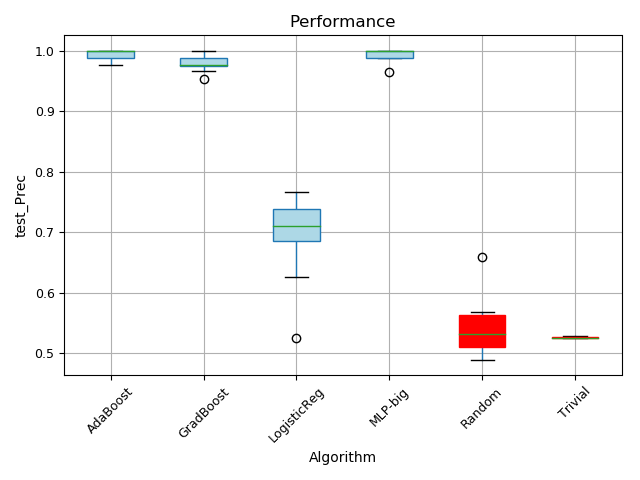 Performance
1.0
0.9
0.8
0.7
0.6
0.5
test_Prec
AdaBoost
GradBoost
LogisticReg
MLP-big
Random
Trivial
Algorithm